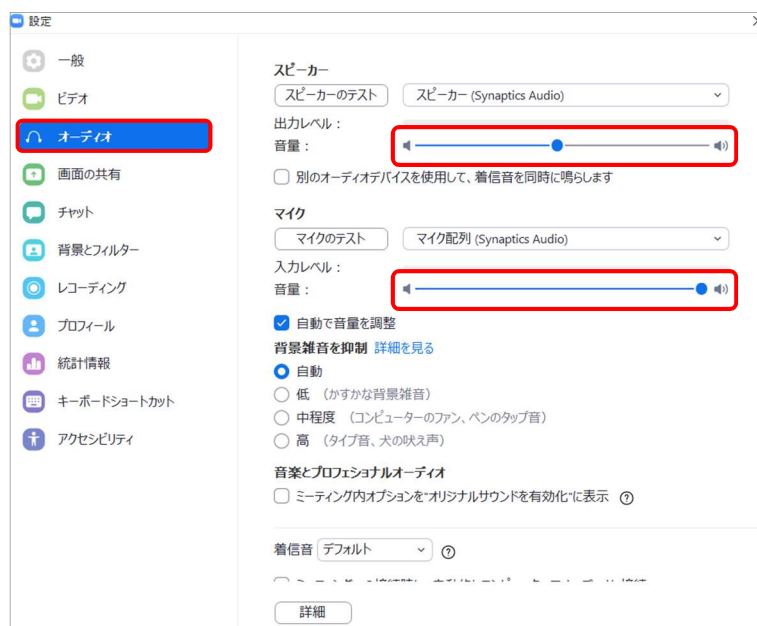 設定
一般
ビデオ
オーディオ
画面の共有
チャット
背景とフィルター
レコーディング
プロフィール
統計情報
キーボードショートカット
アクセシビリティ
スピーカー
スピーカーのテスト
スピーカー (Synaptics Audio)
出力レベル：
音量：
別のオーディオデバイスを使用して、着信音を同時に鳴らします
マイク
マイクのテスト
マイク配列 (Synaptics Audio)
入力レベル：
音量：
自動で音量を調整
背景雑音を抑制 詳細を見る
自動
低 （かすかな背景雑音）
中程度 （コンピューターのファン、ペンのタップ音）
高 （タイプ音、犬の吠え声）
音楽とプロフェショナルオーディオ
ミーティング内オプションを"オリジナルサウンドを有効化"に表示
着信音 デフォルト
詳細